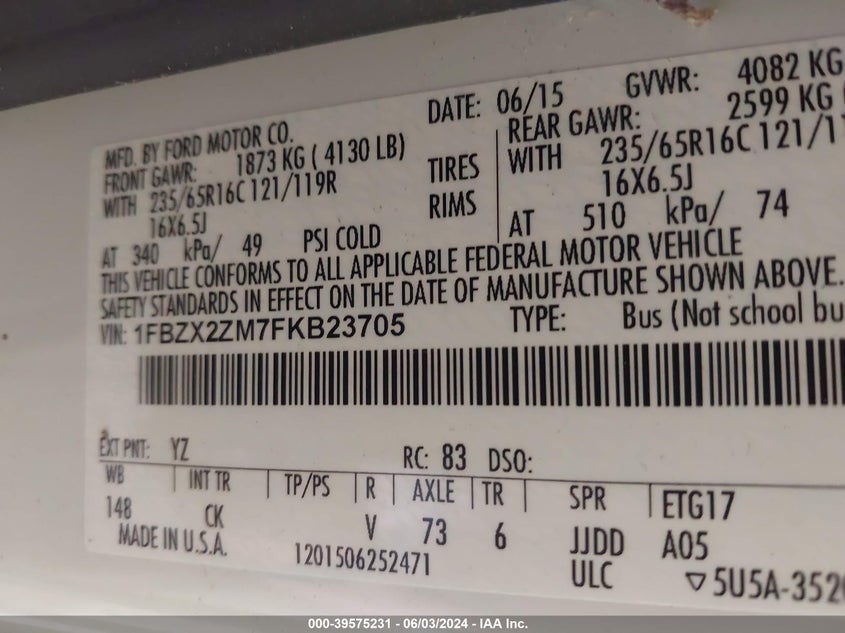 MFD. BY FORD MOTOR CO.
DATE: 06/15
GVWR: 4082 KG
FRONT GAWR: 1873 KG ( 4130 LB)
REAR GAWR: 2599 KG (
WITH 235/65R16C 121/119R TIRES
WITH 235/65R16C 121/11
16X6.5J RIMS
16X6.5J
AT 340 kPa/ 49 PSI COLD
AT 510 kPa/ 74
THIS VEHICLE CONFORMS TO ALL APPLICABLE FEDERAL MOTOR VEHICLE
SAFETY STANDARDS IN EFFECT ON THE DATE OF MANUFACTURE SHOWN ABOVE.
VIN: 1FBZX2ZM7FKB23705
TYPE: Bus (Not school bu
EXT PNT: YZ
RC: 83 DSO:
WB INT TR TP/PS R AXLE TR SPR ETG17
148 CK V 73 6 JJDD A05
MADE IN U.S.A. 1201506252471 ULC ▽5U5A-352
000-39575231 - 06/03/2024 - IAA Inc.